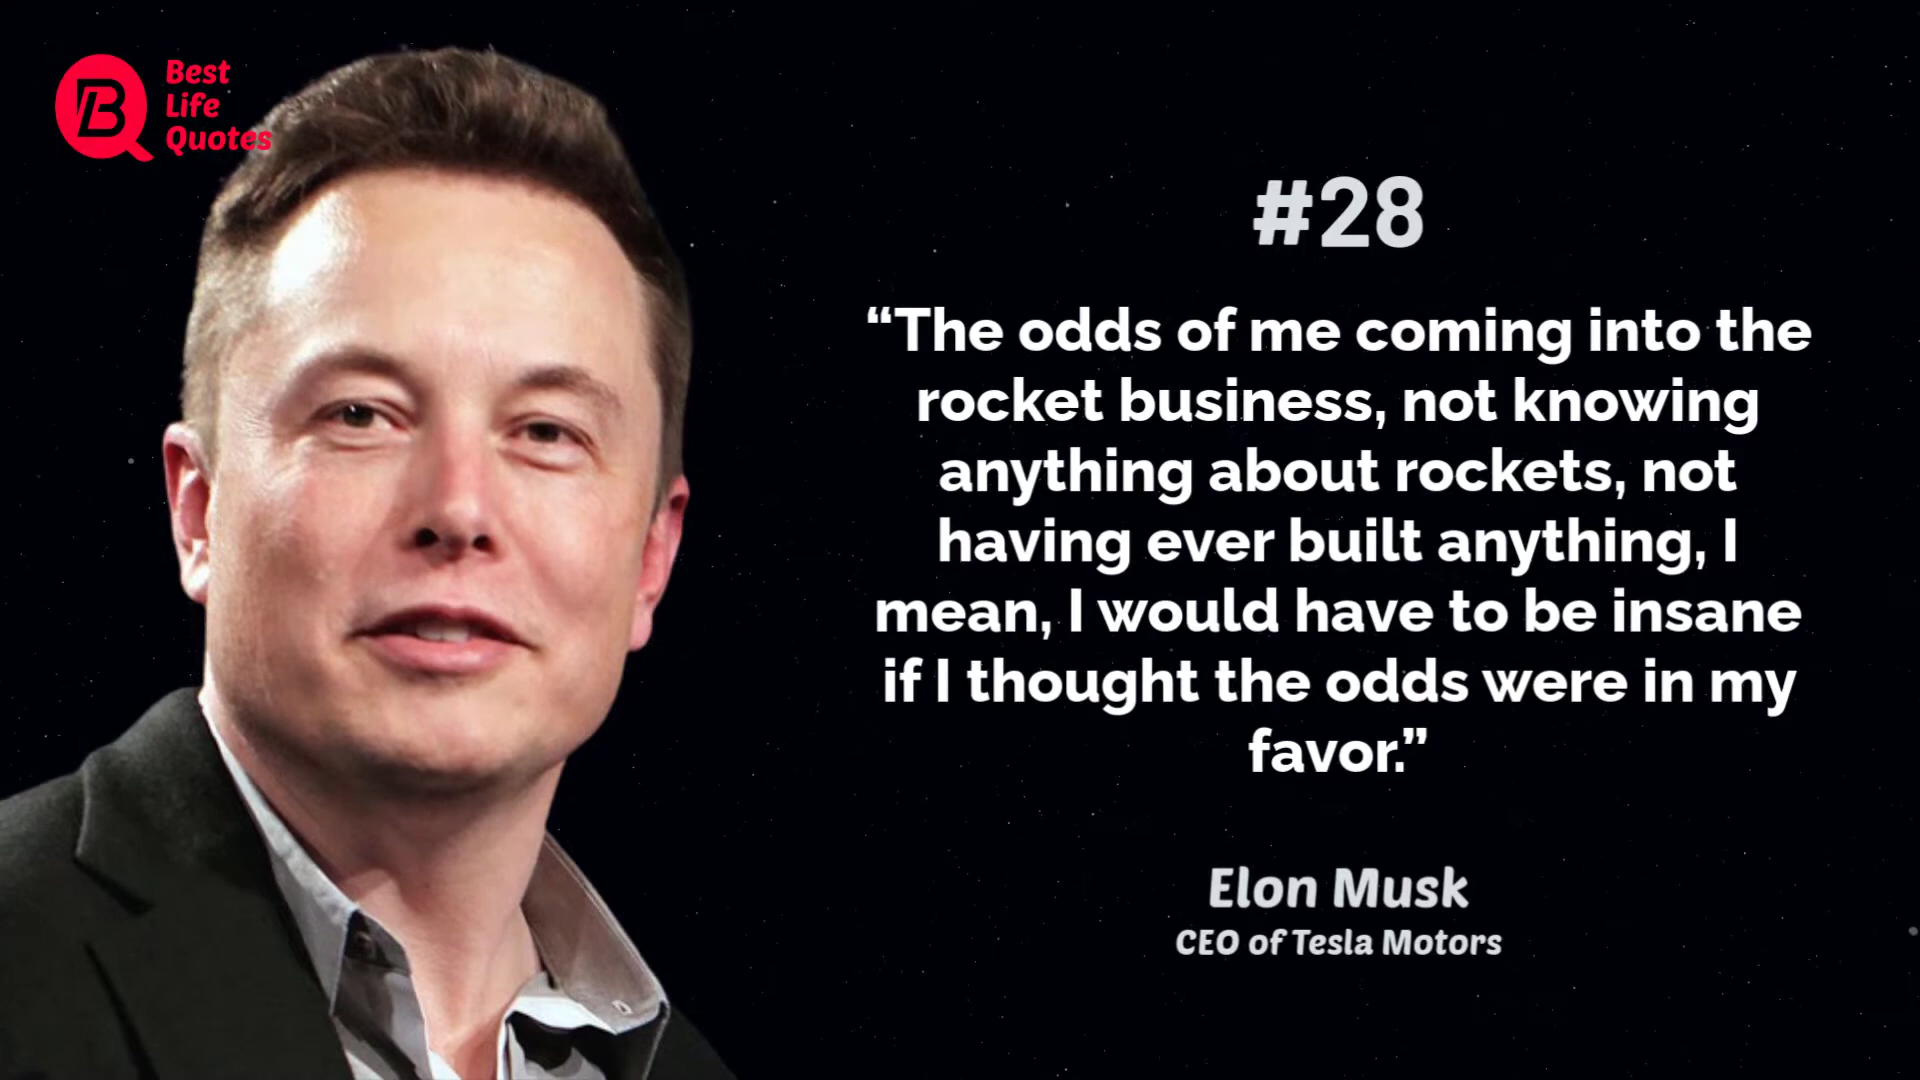 Best
Life
Quotes
#28
“The odds of me coming into the
rocket business, not knowing
anything about rockets, not
having ever built anything, I
mean, I would have to be insane
if I thought the odds were in my
favor.”
Elon Musk
CEO of Tesla Motors